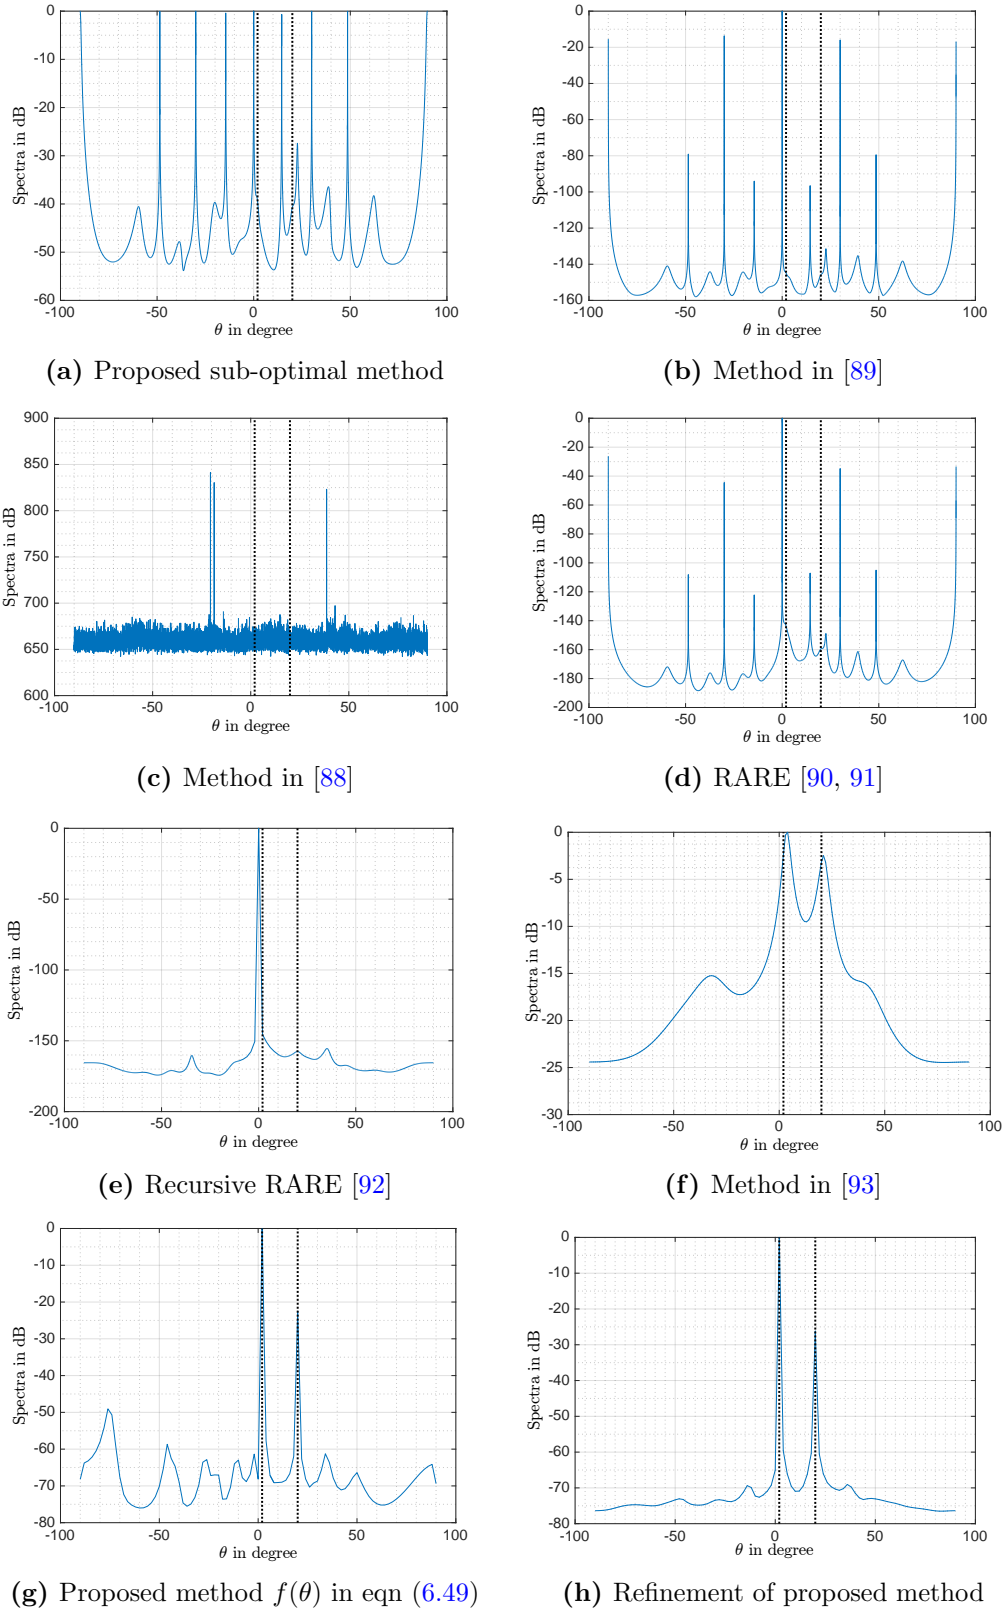 0
-10
-20
-30
-40
-50
-60
-100 -50 0 50 100
Spectra in dB
θ in degree
(a) Proposed sub-optimal method
0
-20
-40
-60
-80
-100
-120
-140
-160
-100 -50 0 50 100
Spectra in dB
θ in degree
(b) Method in [89]
900
850
800
750
700
650
600
-100 -50 0 50 100
Spectra in dB
θ in degree
(c) Method in [88]
0
-20
-40
-60
-80
-100
-120
-140
-160
-180
-200
-100 -50 0 50 100
Spectra in dB
θ in degree
(d) RARE [90, 91]
0
-50
-100
-150
-200
-100 -50 0 50 100
Spectra in dB
θ in degree
(e) Recursive RARE [92]
0
-5
-10
-15
-20
-25
-30
-100 -50 0 50 100
Spectra in dB
θ in degree
(f) Method in [93]
0
-10
-20
-30
-40
-50
-60
-70
-80
-100 -50 0 50 100
Spectra in dB
θ in degree
(g) Proposed method f(θ) in eqn (6.49)
0
-10
-20
-30
-40
-50
-60
-70
-80
-100 -50 0 50 100
Spectra in dB
θ in degree
(h) Refinement of proposed method